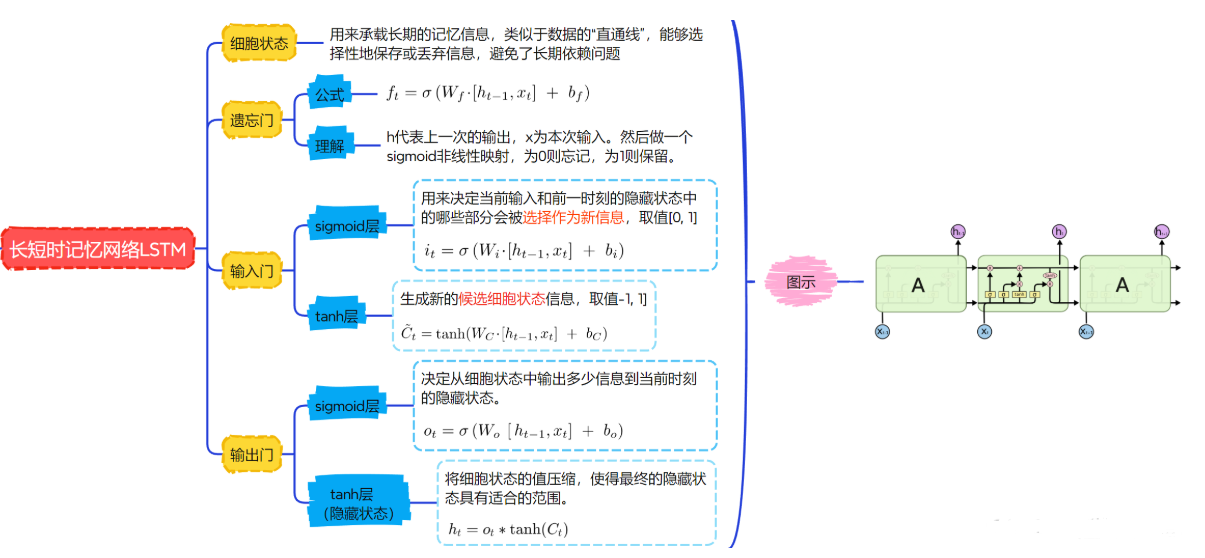 长短时记忆网络LSTM
细胞状态
用来承载长期的记忆信息，类似于数据的“直通线”，能够选
择性地保存或丢弃信息，避免了长期依赖问题
遗忘门
公式
f_t = σ (W_f·[h_{t−1}, x_t] + b_f)
理解
h代表上一次的输出，x为本次输入。然后做一个
sigmoid非线性映射，为0则忘记，为1则保留。
输入门
sigmoid层
用来决定当前输入和前一时刻的隐藏状态中
的哪些部分会被选择作为新信息，取值[0, 1]
i_t = σ (W_i·[h_{t−1}, x_t] + b_i)
tanh层
生成新的候选细胞状态信息，取值-1, 1]
C̃_t = tanh(W_C·[h_{t−1}, x_t] + b_C)
输出门
sigmoid层
决定从细胞状态中输出多少信息到当前时刻
的隐藏状态。
o_t = σ (W_o [ h_{t−1}, x_t] + b_o)
tanh层
（隐藏状态）
将细胞状态的值压缩，使得最终的隐藏状
态具有适合的范围。
h_t = o_t ∗ tanh(C_t)
图示
h_{t-1}
h_t
A
tanh
A
X_{t-1}
X_t